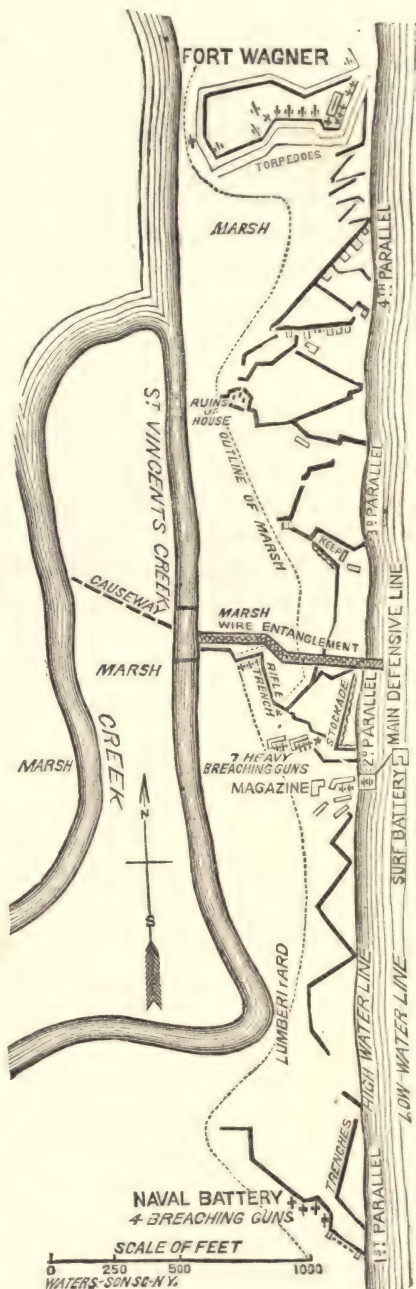 FORT WAGNER
TORPEDOES
MARSH
4TH PARALLEL
RUINS
OF
HOUSE
ST. VINCENTS CREEK
OUTLINE OF MARSH
3D PARALLEL
KEEP
CAUSEWAY
MARSH
WIRE ENTANGLEMENT
MARSH
RIFLE
TRENCH
STOCKADE
2D PARALLEL
MAIN DEFENSIVE LINE
MARSH
CREEK
7 HEAVY
BREACHING GUNS
MAGAZINE
SURF BATTERY
N
S
LUMBER YARD
HIGH WATER LINE
LOW WATER LINE
TRENCHES
1ST PARALLEL
NAVAL BATTERY
4 BREACHING GUNS
SCALE OF FEET
0 250 500 1000
WATERS-SON SC-N.Y.